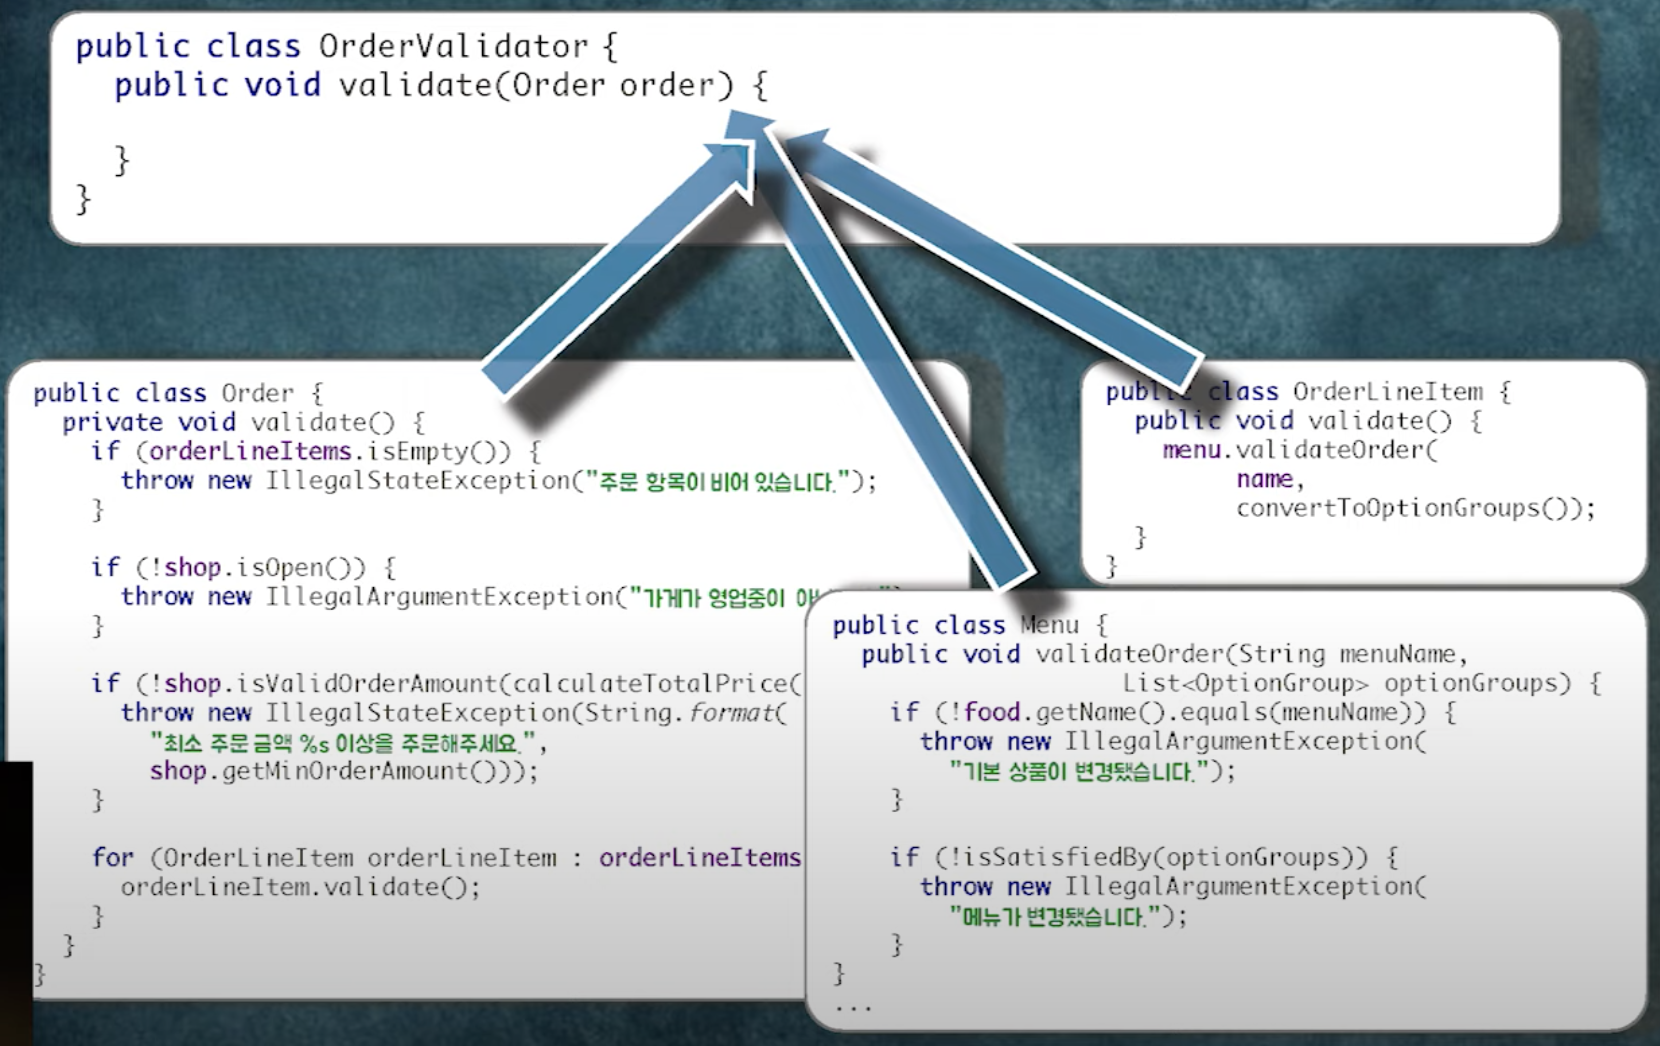 public class OrderValidator {
public void validate(Order order) {
}
}
public class Order {
private void validate() {
if (orderLineItems.isEmpty()) {
throw new IllegalStateException("주문 항목이 비어 있습니다.");
}
if (!shop.isOpen()) {
throw new IllegalArgumentException("가게가 영업중이
}
if (!shop.isValidOrderAmount(calculateTotalPrice(
throw new IllegalStateException(String.format(
"최소 주문 금액 %s 이상을 주문해주세요.",
shop.getMinOrderAmount()));
}
for (OrderLineItem orderLineItem : orderLineItems
orderLineItem.validate();
}
}
}
public class OrderLineItem {
public void validate() {
menu.validateOrder(
name,
convertToOptionGroups());
}
}
public class Menu {
public void validateOrder(String menuName,
List<OptionGroup> optionGroups) {
if (!food.getName().equals(menuName)) {
throw new IllegalArgumentException(
"기본 상품이 변경됐습니다.");
}
if (!isSatisfiedBy(optionGroups)) {
throw new IllegalArgumentException(
"메뉴가 변경됐습니다.");
}
}
...